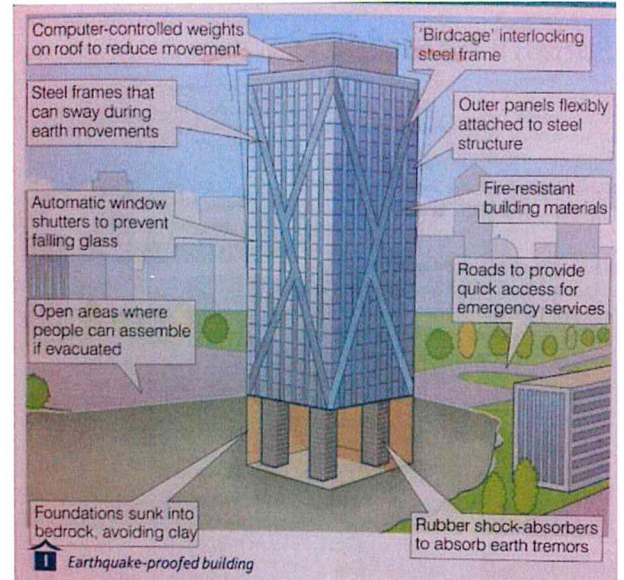 Computer-controlled weights
on roof to reduce movement
'Birdcage' interlocking
steel frame
Steel frames that
can sway during
earth movements
Outer panels flexibly
attached to steel
structure
Automatic window
shutters to prevent
falling glass
Fire-resistant
building materials
Roads to provide
quick access for
emergency services
Open areas where
people can assemble
if evacuated
Foundations sunk into
bedrock, avoiding clay
Rubber shock-absorbers
to absorb earth tremors
1 Earthquake-proofed building